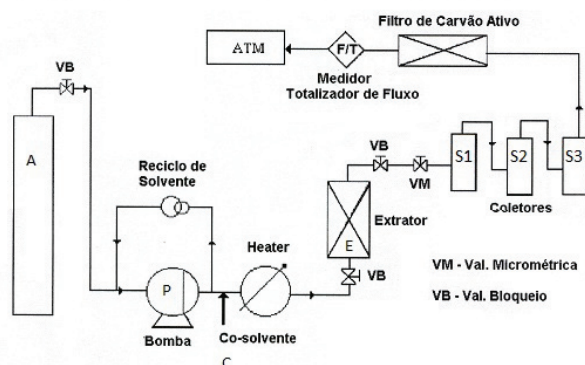 Filtro de Carvão Ativo
ATM
F/T
Medidor
Totalizador de Fluxo
VB
A
Reciclo de
Solvente
P
Bomba
Heater
Co-solvente
C
VB
VM
Extrator
E
VB
S1
S2
S3
Coletores
VM - Val. Micrométrica
VB - Val. Bloqueio